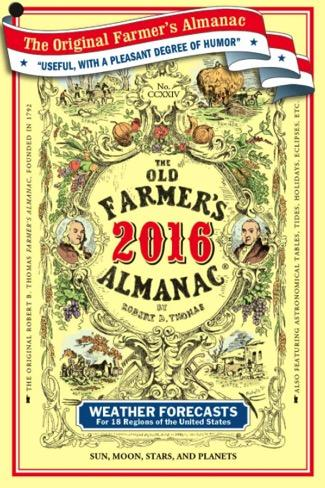 The Original Farmer's Almanac
"USEFUL, WITH A PLEASANT DEGREE OF HUMOR"
No.
CCXXIV
THE
OLD
FARMER'S
2016
ALMANAC®
BY
ROBERT B. THOMAS
THE ORIGINAL ROBERT B. THOMAS FARMER'S ALMANAC, FOUNDED IN 1792
ALSO FEATURING ASTRONOMICAL TABLES, TIDES, HOLIDAYS, ECLIPSES, ETC.
WEATHER FORECASTS
For 18 Regions of the United States
SUN, MOON, STARS, AND PLANETS